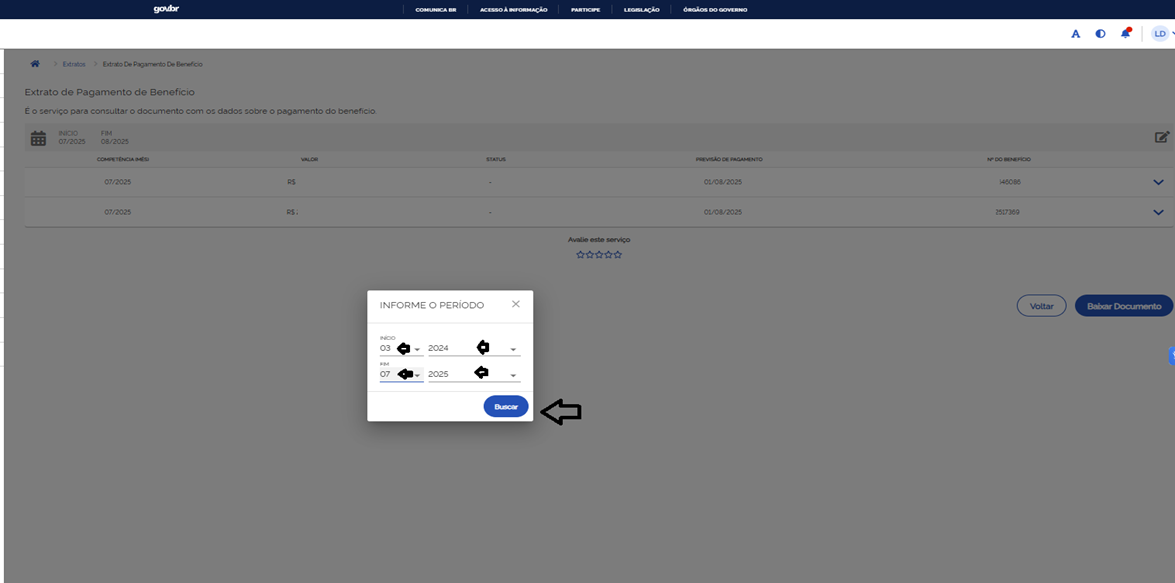 gov.br
COMUNICA BR ACESSO À INFORMAÇÃO PARTICIPE LEGISLAÇÃO ÓRGÃOS DO GOVERNO
A LD
Extratos > Extrato De Pagamento De Benefício
Extrato de Pagamento de Benefício
É o serviço para consultar o documento com os dados sobre o pagamento do benefício.
INÍCIO FIM
07/2025 08/2025
COMPETÊNCIA (MÊS) VALOR STATUS PREVISÃO DE PAGAMENTO Nº DO BENEFÍCIO
07/2025 R$ - 01/08/2025 146086
07/2025 R$ - 01/08/2025 2517369
Avalie este serviço
Voltar Baixar Documento
INFORME O PERÍODO
INÍCIO
03 2024
FIM
07 2025
Buscar